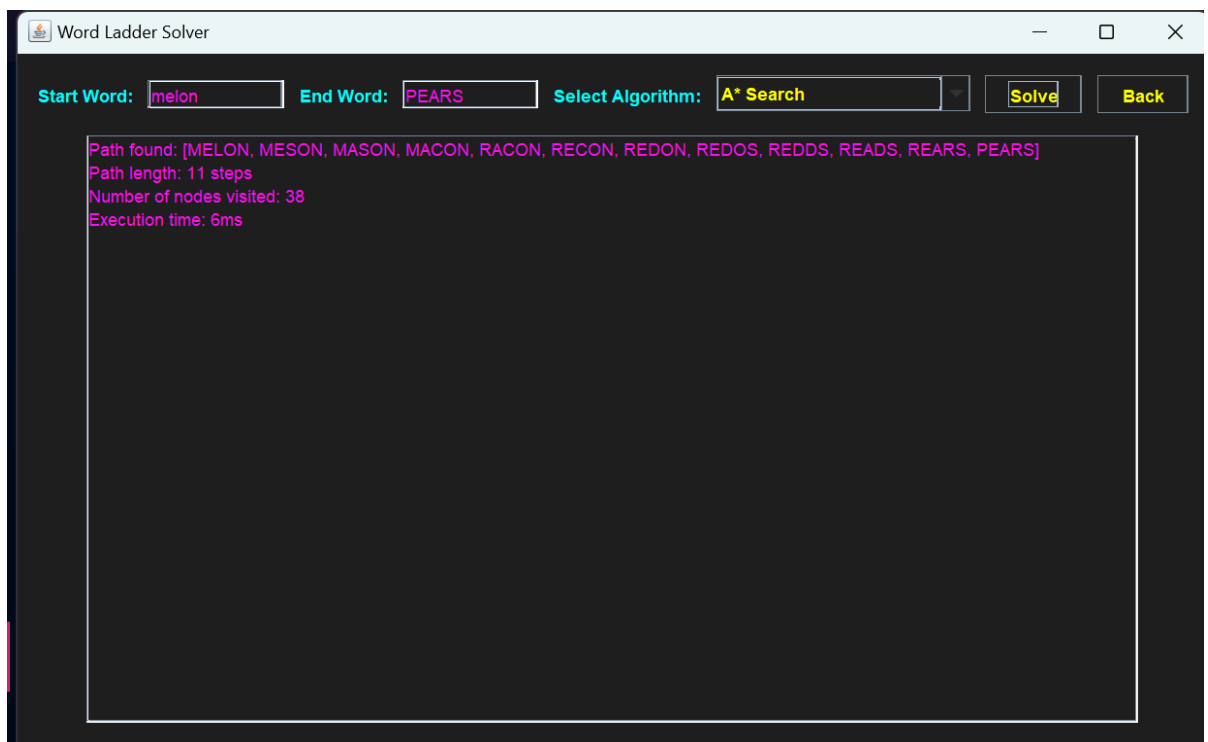 Word Ladder Solver
Start Word: melon End Word: PEARS Select Algorithm: A* Search Solve Back
Path found: [MELON, MESON, MASON, MACON, RACON, RECON, REDON, REDOS, REDDS, READS, REARS, PEARS]
Path length: 11 steps
Number of nodes visited: 38
Execution time: 6ms